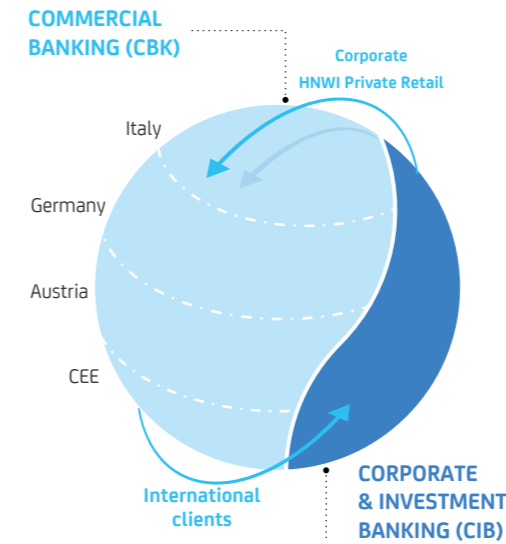 COMMERCIAL
BANKING (CBK)
Corporate
HNWI Private Retail
Italy
Germany
Austria
CEE
International
clients
CORPORATE
& INVESTMENT
BANKING (CIB)